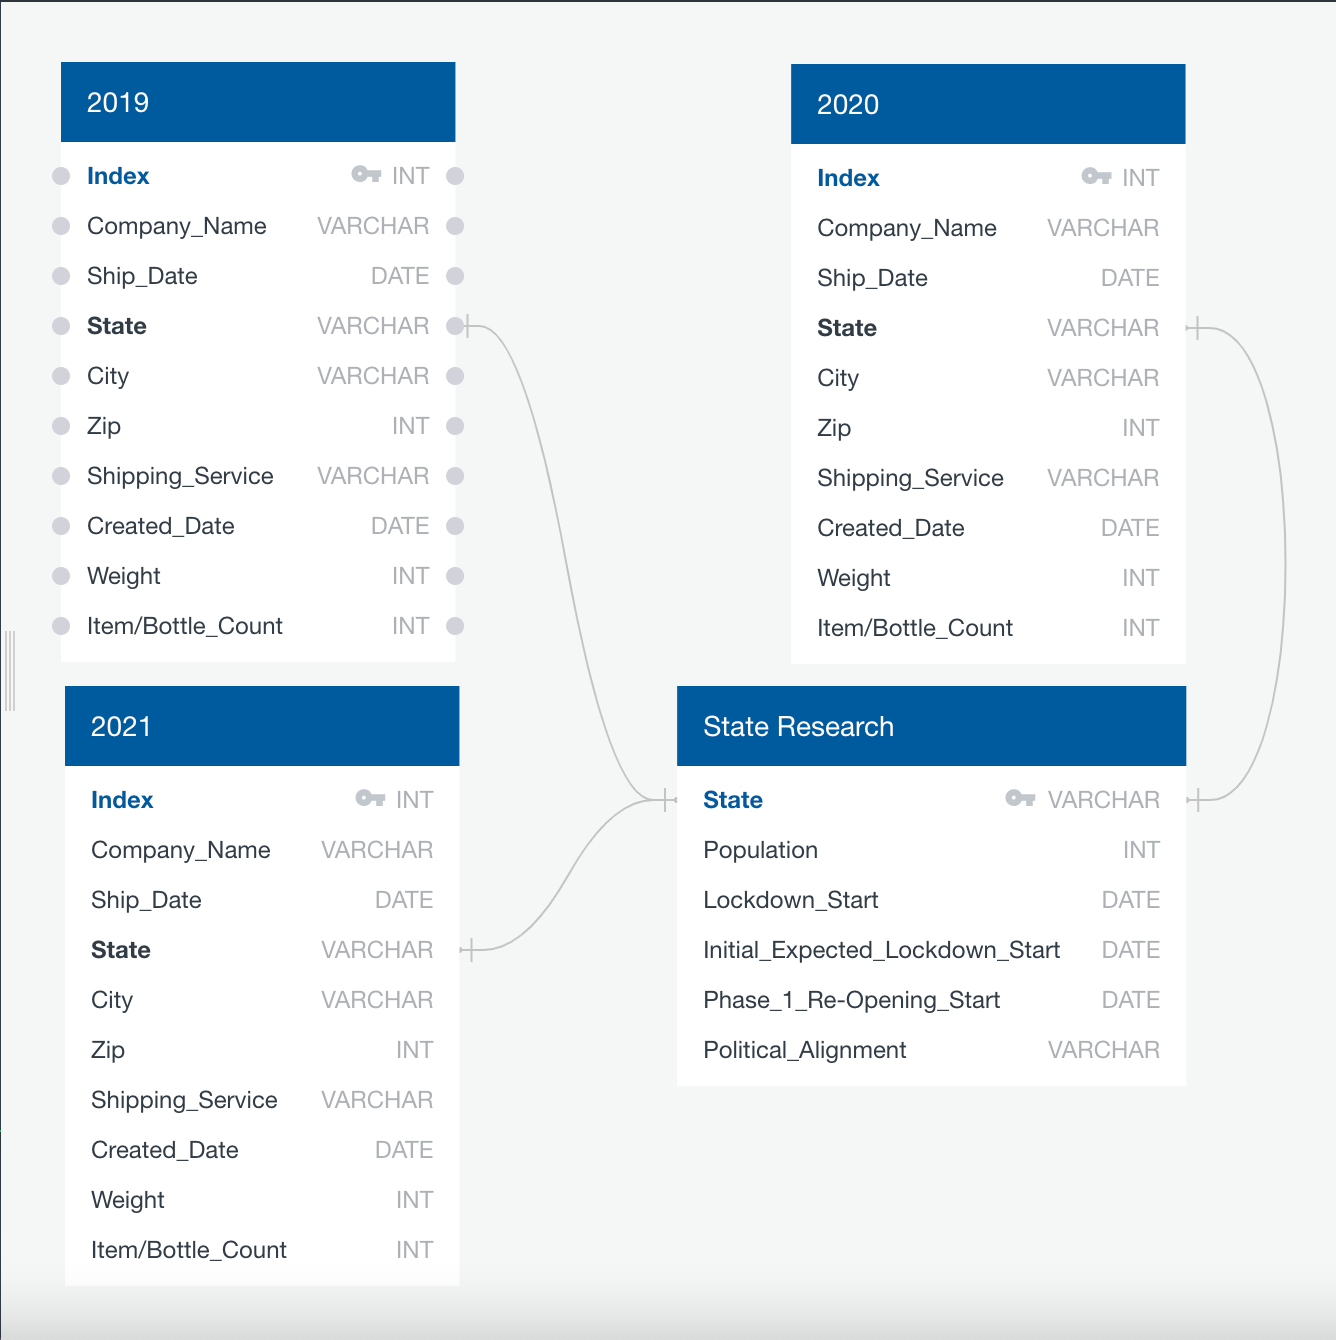 2019
Index INT
Company_Name VARCHAR
Ship_Date DATE
State VARCHAR
City VARCHAR
Zip INT
Shipping_Service VARCHAR
Created_Date DATE
Weight INT
Item/Bottle_Count INT
2020
Index INT
Company_Name VARCHAR
Ship_Date DATE
State VARCHAR
City VARCHAR
Zip INT
Shipping_Service VARCHAR
Created_Date DATE
Weight INT
Item/Bottle_Count INT
2021
Index INT
Company_Name VARCHAR
Ship_Date DATE
State VARCHAR
City VARCHAR
Zip INT
Shipping_Service VARCHAR
Created_Date DATE
Weight INT
Item/Bottle_Count INT
State Research
State VARCHAR
Population INT
Lockdown_Start DATE
Initial_Expected_Lockdown_Start DATE
Phase_1_Re-Opening_Start DATE
Political_Alignment VARCHAR